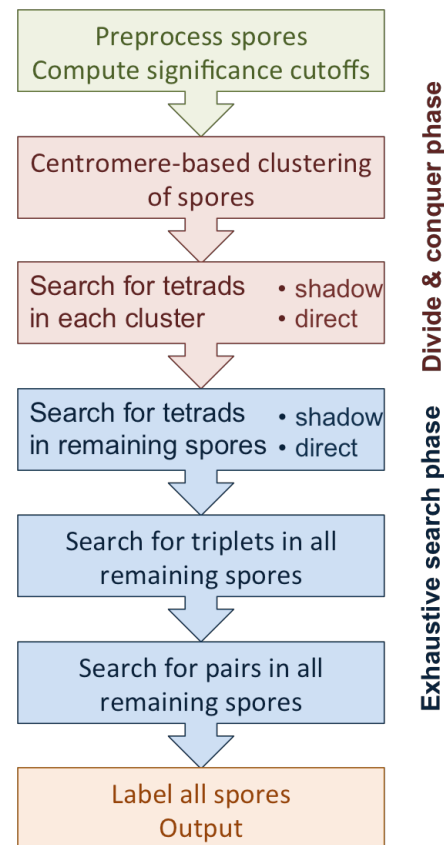 Preprocess spores
Compute significance cutoffs
Centromere-based clustering
of spores
Search for tetrads
in each cluster
• shadow
• direct
Divide & conquer phase
Search for tetrads
in remaining spores
• shadow
• direct
Search for triplets in all
remaining spores
Search for pairs in all
remaining spores
Exhaustive search phase
Label all spores
Output